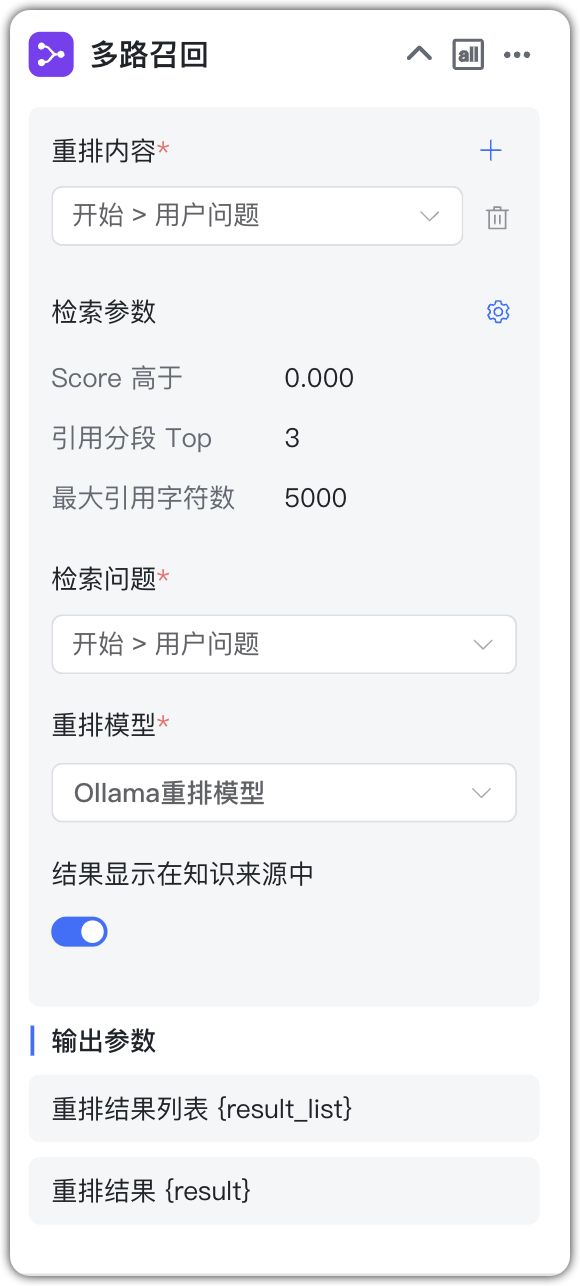 多路召回 all
重排内容*
开始 > 用户问题
检索参数
Score 高于 0.000
引用分段 Top 3
最大引用字符数 5000
检索问题*
开始 > 用户问题
重排模型*
Ollama重排模型
结果显示在知识来源中
输出参数
重排结果列表 {result_list}
重排结果 {result}